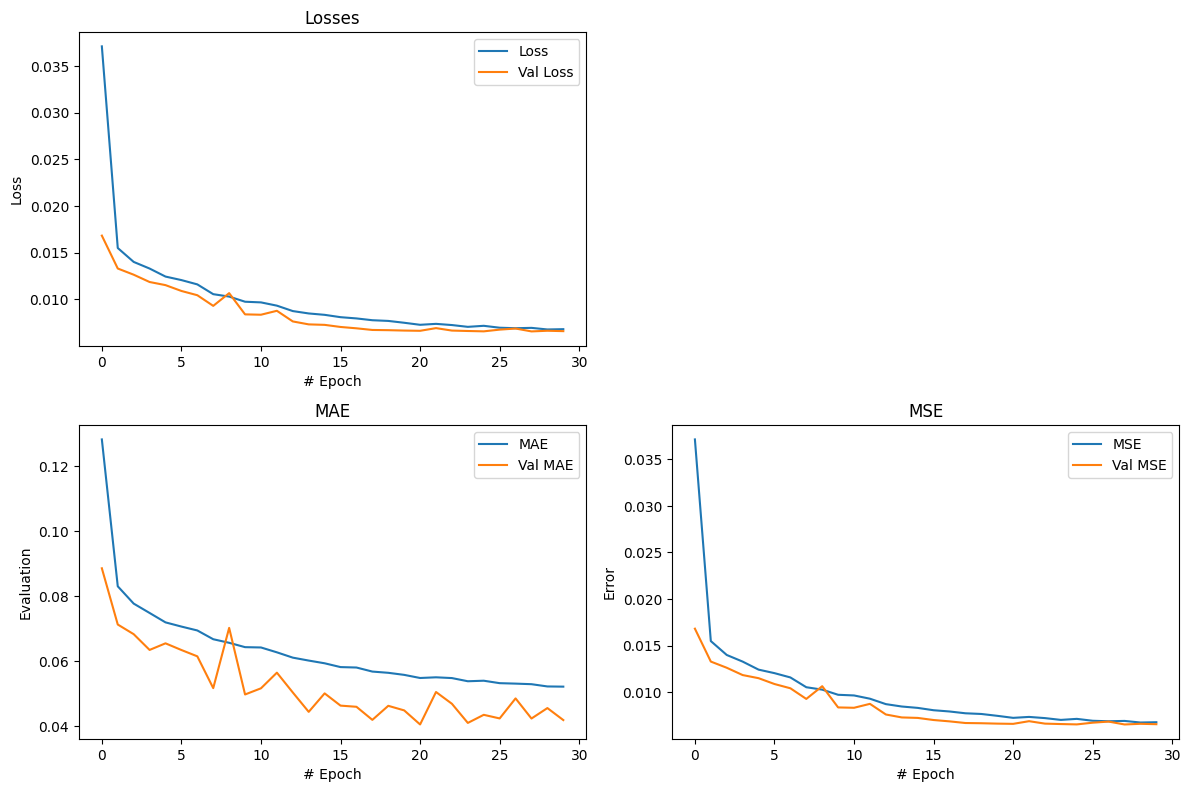 Losses
Loss
Val Loss
0.035
0.030
0.025
0.020
0.015
0.010
Loss
0 5 10 15 20 25 30
# Epoch
MAE
MAE
Val MAE
0.12
0.10
0.08
0.06
0.04
Evaluation
0 5 10 15 20 25 30
# Epoch
MSE
MSE
Val MSE
0.035
0.030
0.025
0.020
0.015
0.010
Error
0 5 10 15 20 25 30
# Epoch